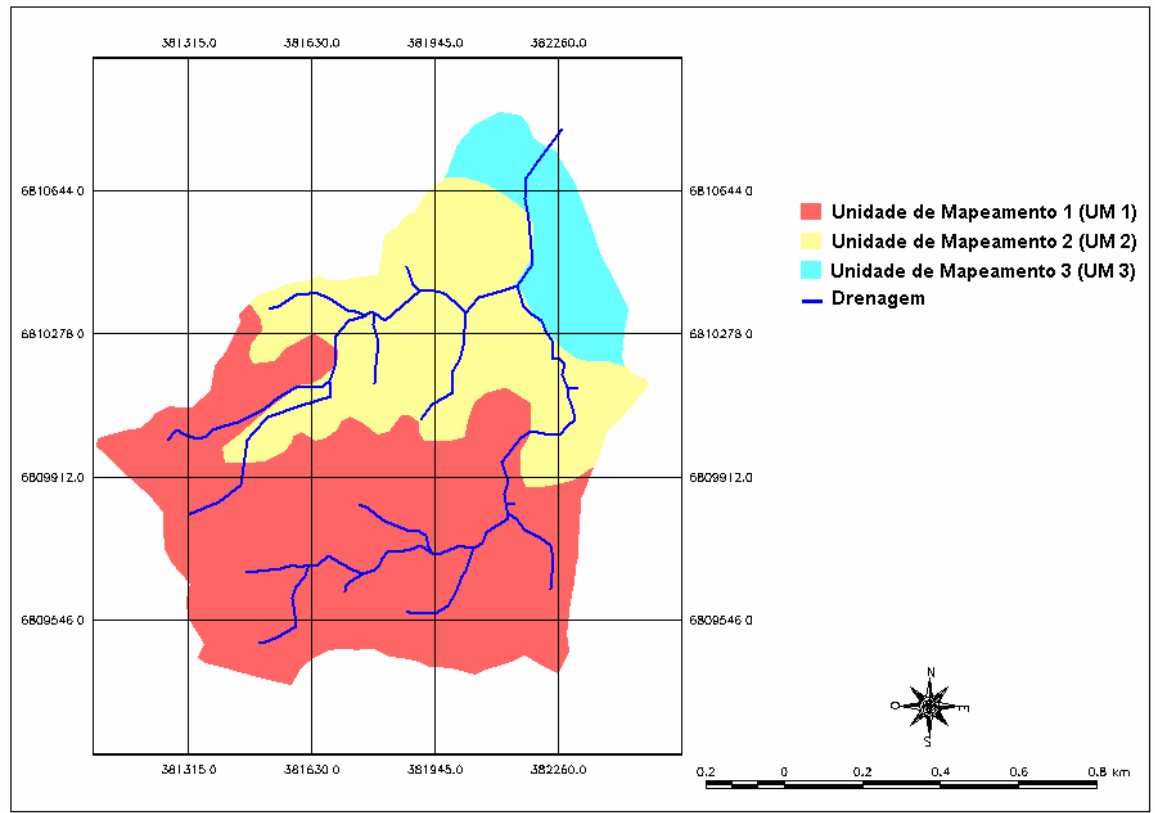 381315.0 381630.0 381945.0 382260.0
6810644.0 6810644.0
Unidade de Mapeamento 1 (UM 1)
Unidade de Mapeamento 2 (UM 2)
Unidade de Mapeamento 3 (UM 3)
Drenagem
6810278.0 6810278.0
6809912.0 6809912.0
6809546.0 6809546.0
N
O E
S
381315.0 381630.0 381945.0 382260.0
0.2 0 0.2 0.4 0.6 0.8 km